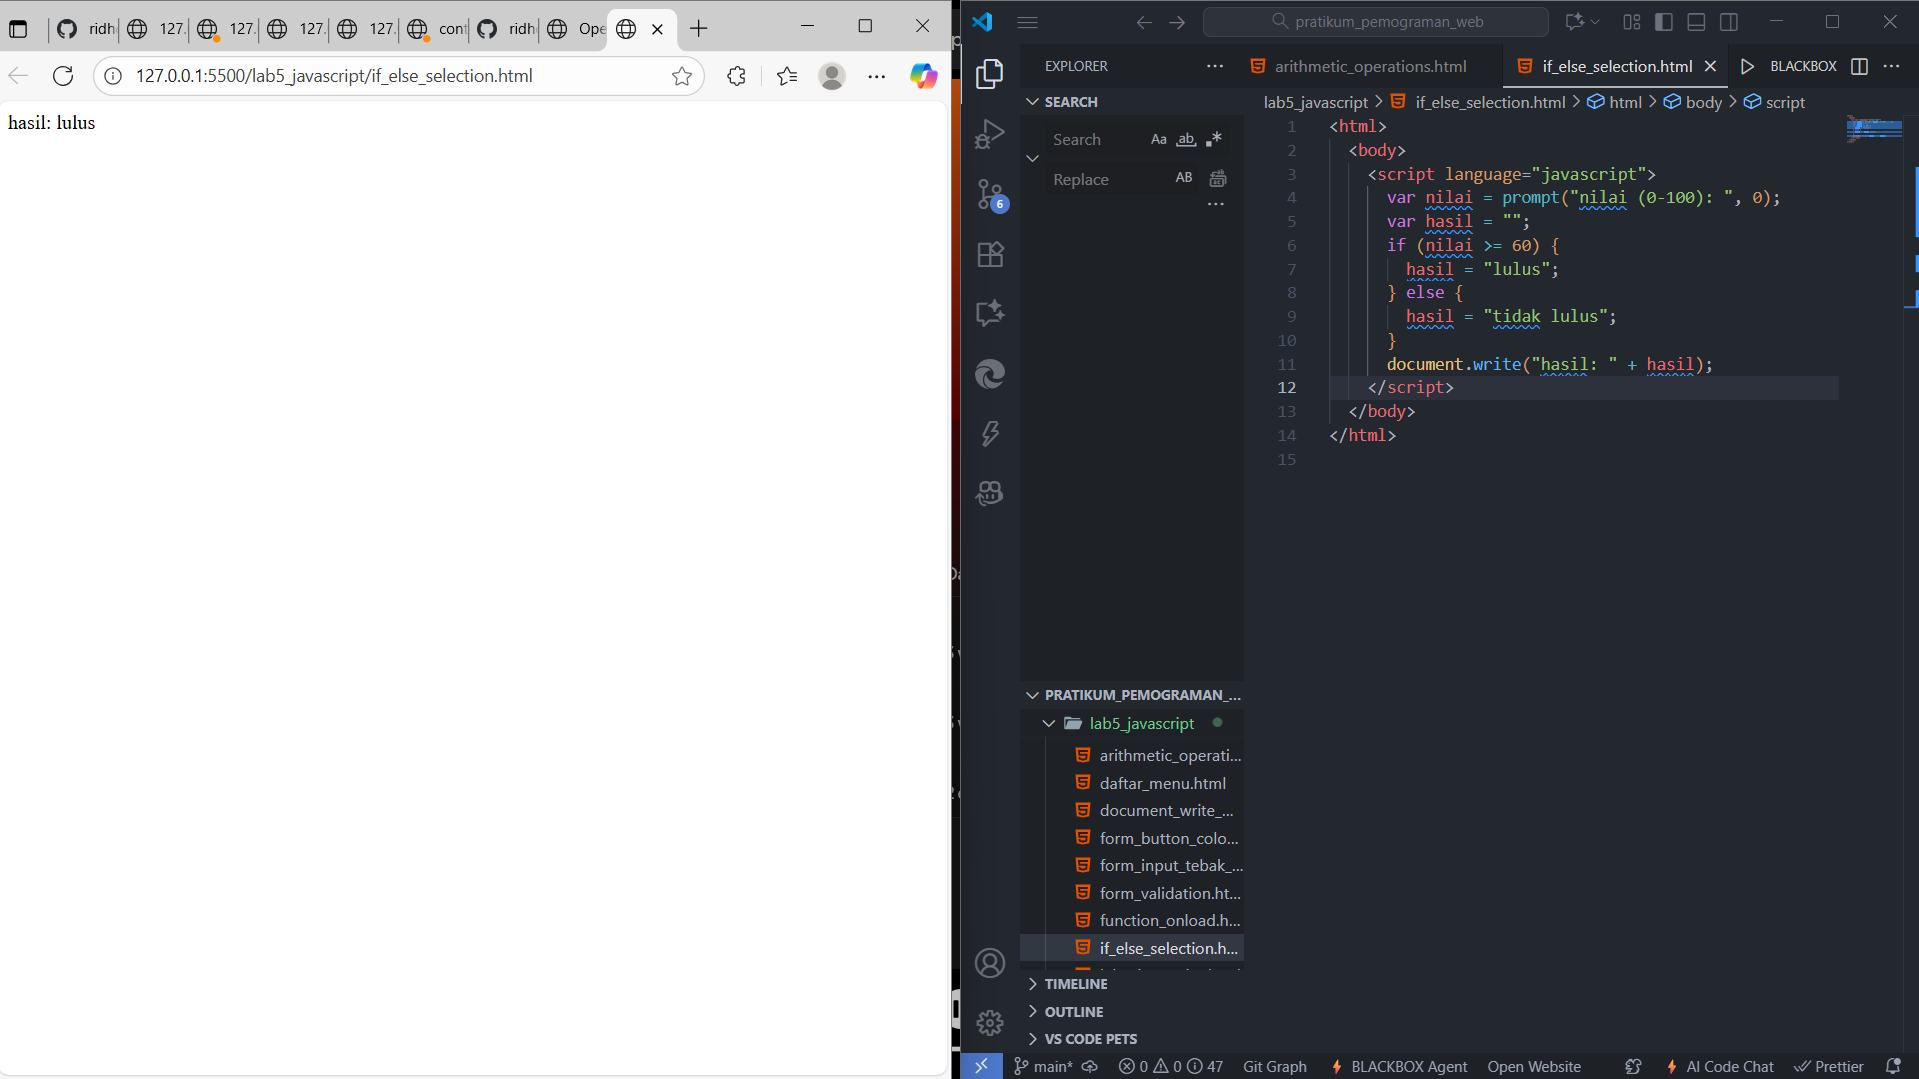 ridh
127.
127.
127.
127.
cont
ridh
Ope
127.0.0.1:5500/lab5_javascript/if_else_selection.html
hasil: lulus
pratikum_pemograman_web
EXPLORER
arithmetic_operations.html
if_else_selection.html
BLACKBOX
SEARCH
lab5_javascript > if_else_selection.html > html > body > script
Search
Aa
ab
Replace
AB
6
1 <html>
2 <body>
3 <script language="javascript">
4 var nilai = prompt("nilai (0-100): ", 0);
5 var hasil = "";
6 if (nilai >= 60) {
7 hasil = "lulus";
8 } else {
9 hasil = "tidak lulus";
10 }
11 document.write("hasil: " + hasil);
12 </script>
13 </body>
14 </html>
15
PRATIKUM_PEMOGRAMAN_...
lab5_javascript
arithmetic_operati...
daftar_menu.html
document_write_...
form_button_colo...
form_input_tebak_...
form_validation.ht...
function_onload.h...
if_else_selection.h...
TIMELINE
OUTLINE
VS CODE PETS
main*
0
0
47
Git Graph
BLACKBOX Agent
Open Website
AI Code Chat
Prettier